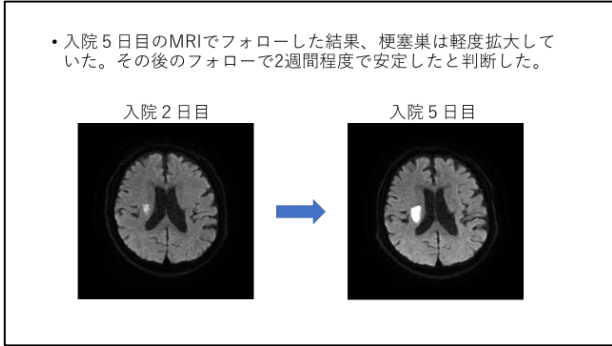 • 入院５日目のMRIでフォローした結果、梗塞巣は軽度拡大して
いた。その後のフォローで2週間程度で安定したと判断した。
入院２日目
入院５日目